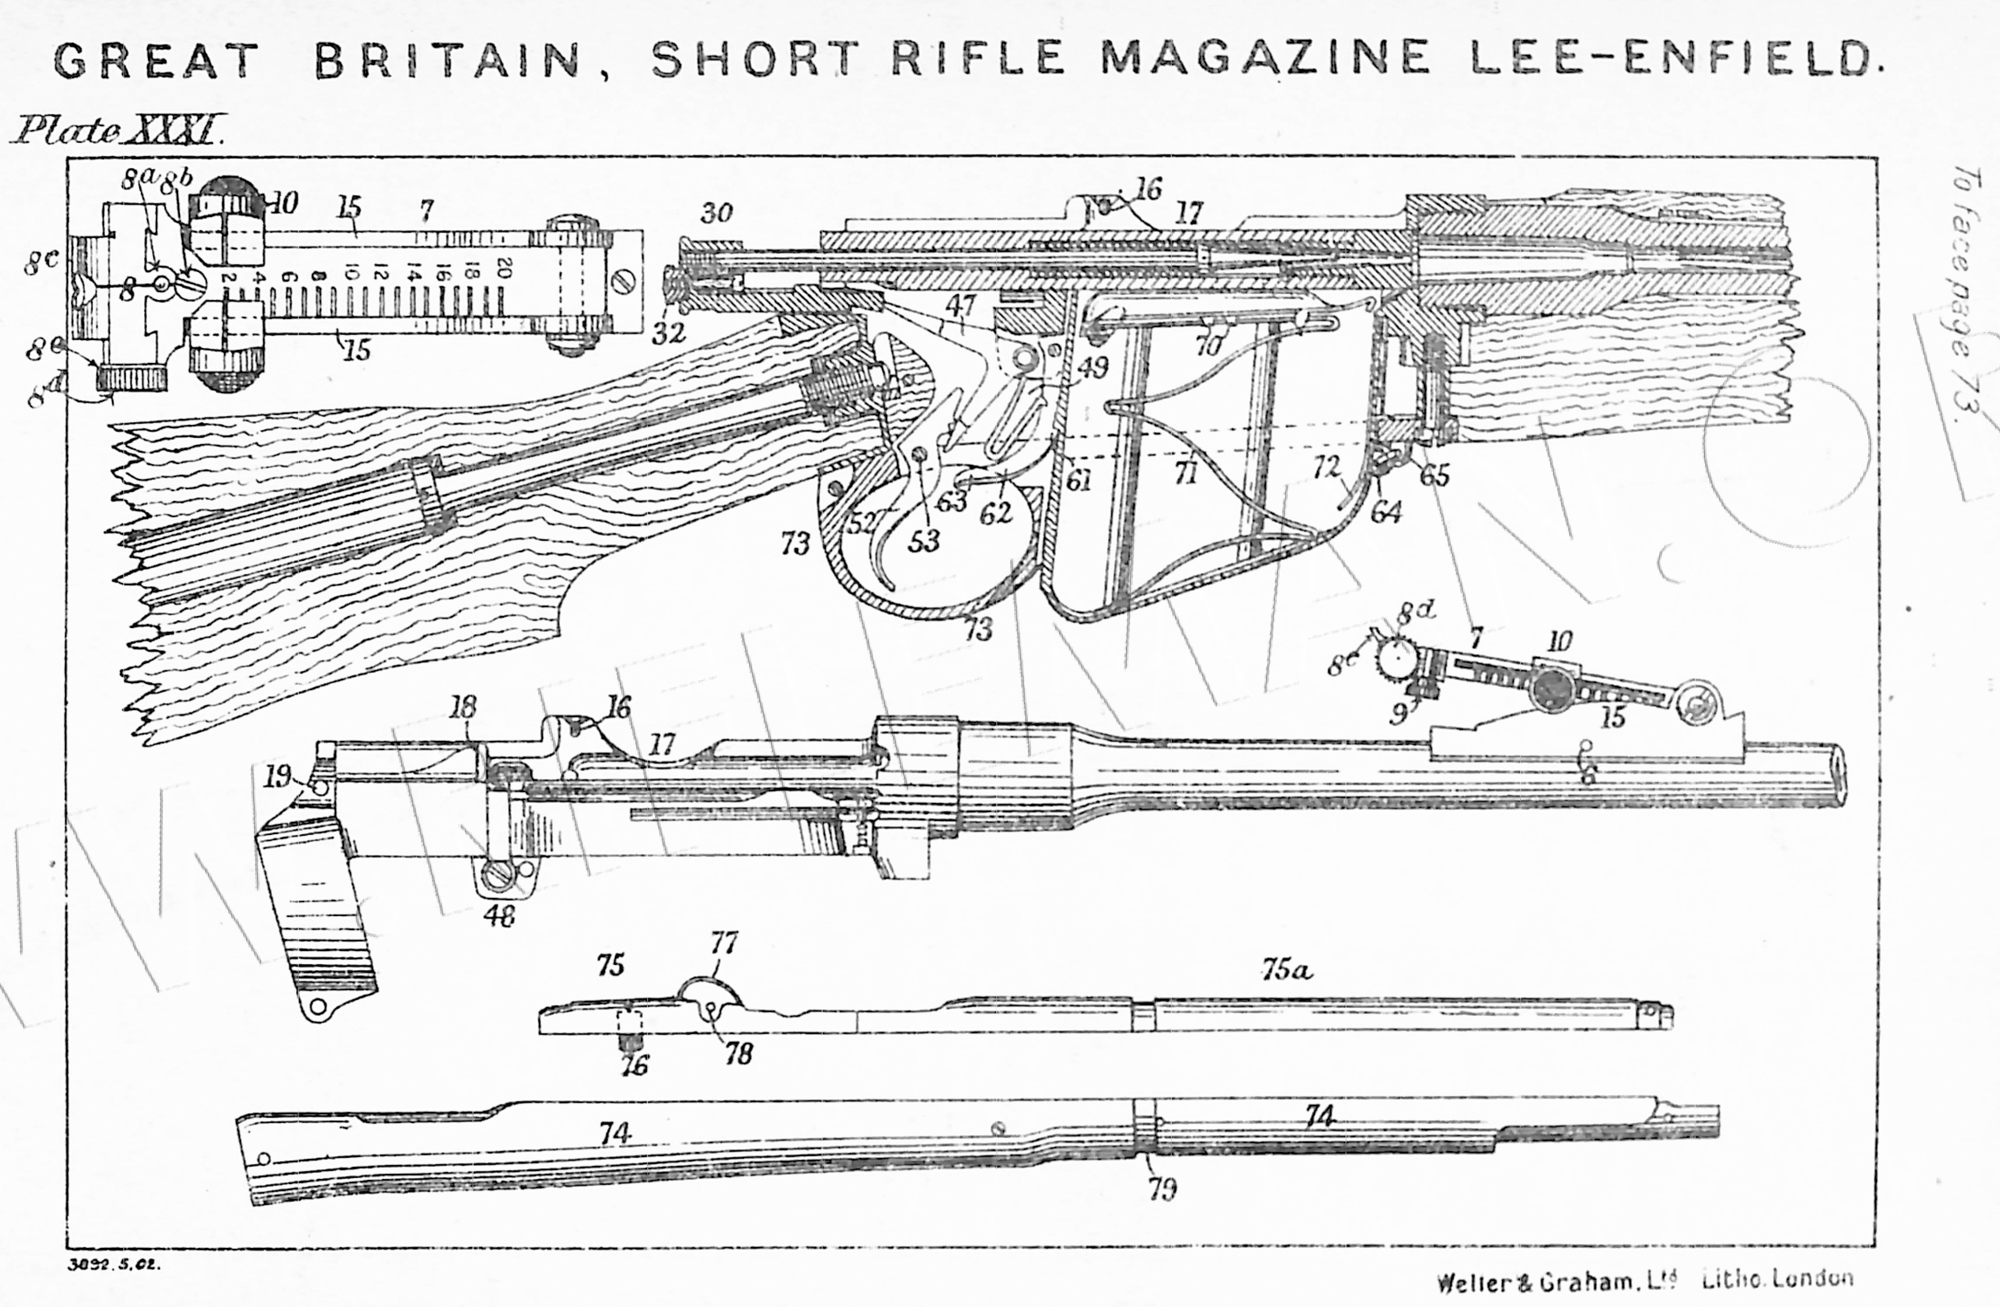 GREAT BRITAIN, SHORT RIFLE MAGAZINE LEE-ENFIELD.
Plate XXXI.
To face page 73.
8a 8b 10 15 7
8c 8
2 4 6 8 10 12 14 16 18 20
8e 15
8d
30 16 17
32 47 49 70
61 71 72 65
52 53 63 62 64
73
73
8d 7 10
8e 9 15
6
18 16 17
19
48
75 77 75a
76 78
74 74
79
3092.5.02.
Weller & Graham, Ltd Litho. London